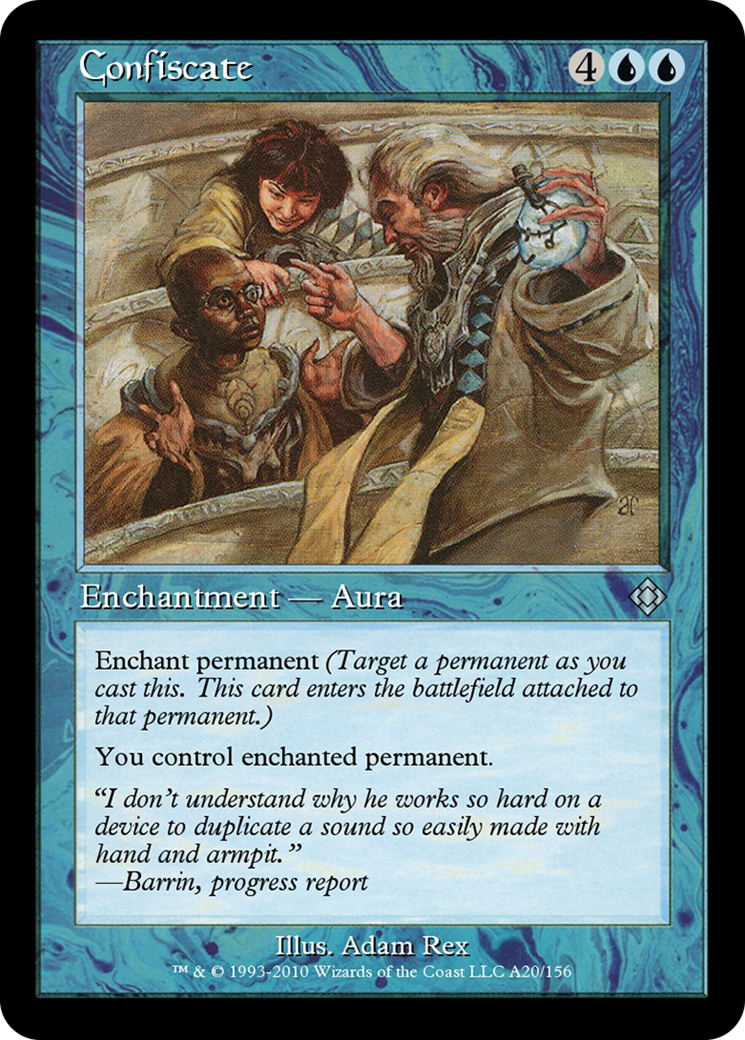 Confiscate
4
Enchantment — Aura
Enchant permanent (Target a permanent as you
cast this. This card enters the battlefield attached to
that permanent.)
You control enchanted permanent.
“I don’t understand why he works so hard on a
device to duplicate a sound so easily made with
hand and armpit.”
—Barrin, progress report
Illus. Adam Rex
™ & © 1993-2010 Wizards of the Coast LLC A20/156